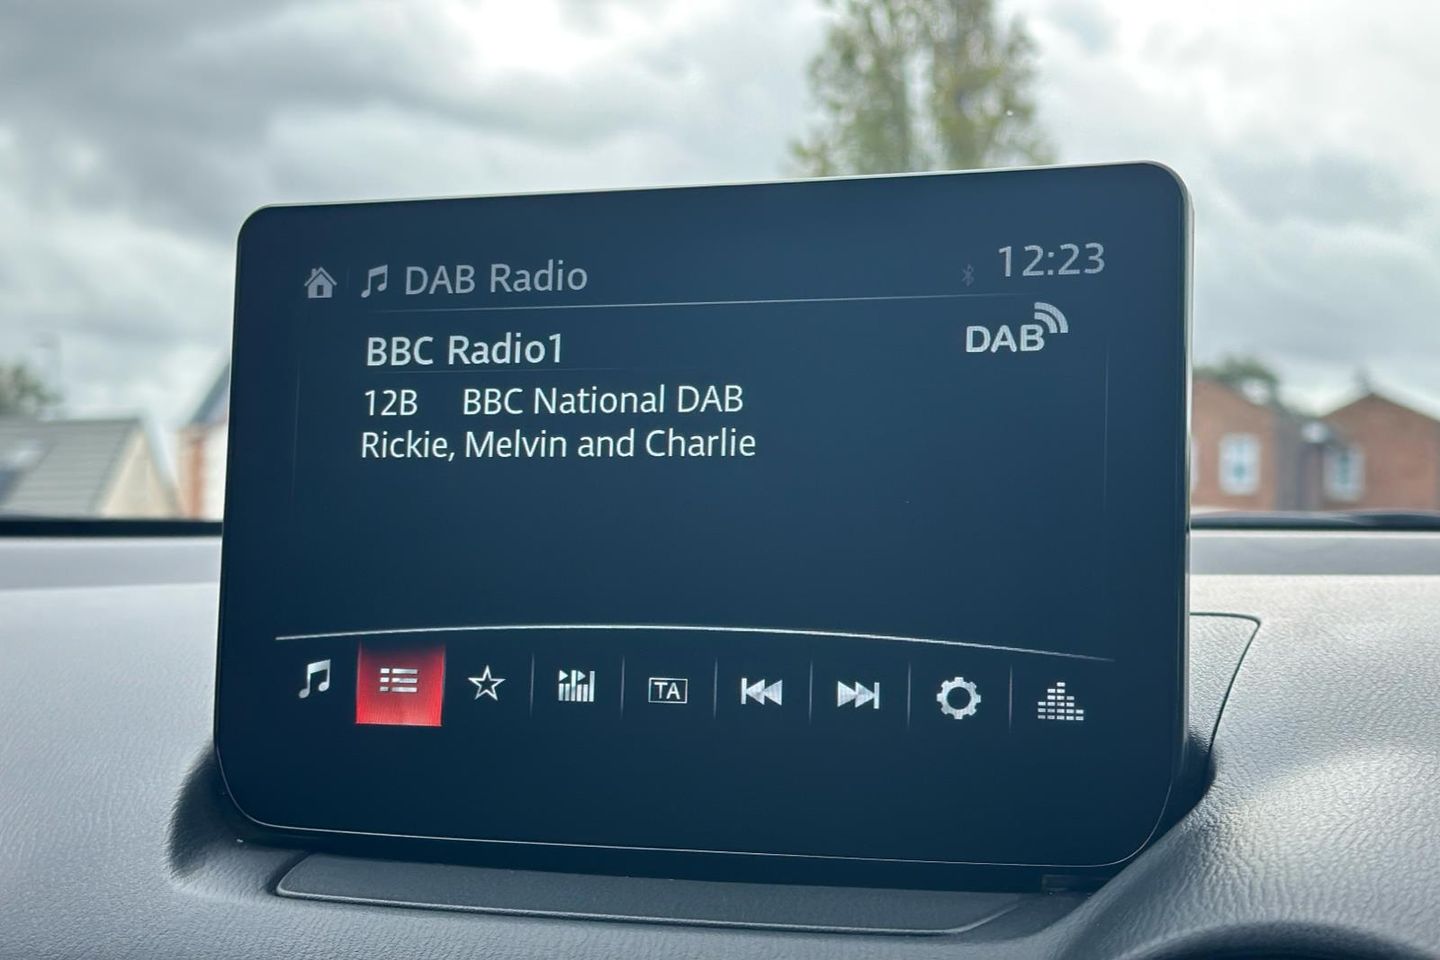 DAB Radio
12:23
BBC Radio1
DAB
12B BBC National DAB
Rickie, Melvin and Charlie
TA